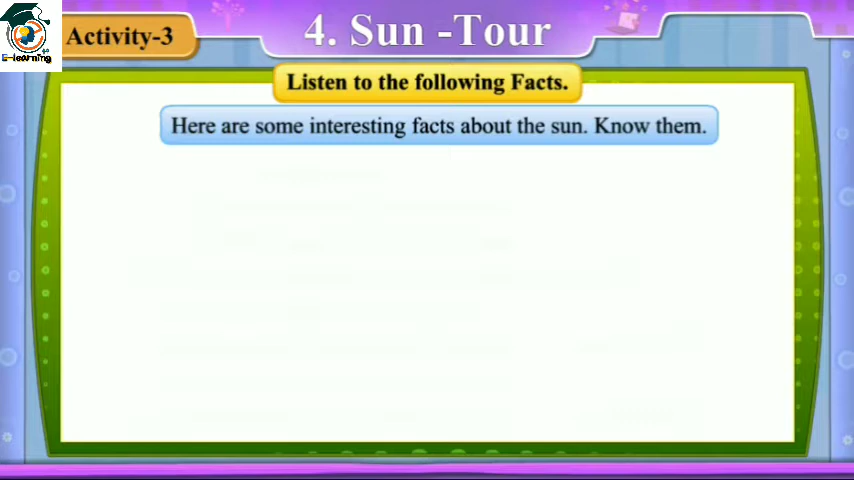 E-learning
Activity-3
4. Sun -Tour
Listen to the following Facts.
Here are some interesting facts about the sun. Know them.